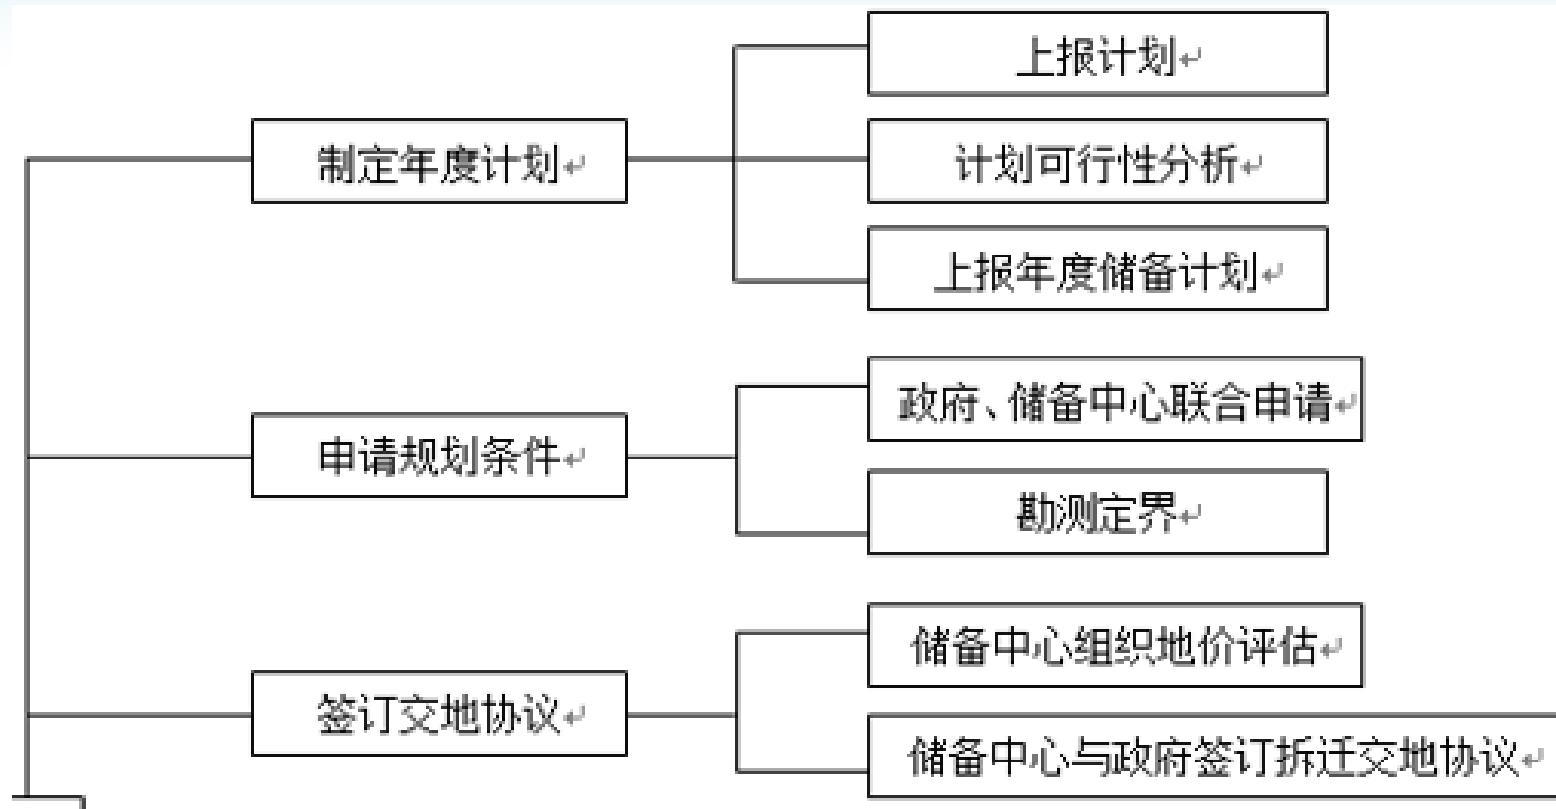 上报计划
制定年度计划
计划可行性分析
上报年度储备计划
政府、储备中心联合申请
申请规划条件
勘测定界
储备中心组织地价评估
签订交地协议
储备中心与政府签订拆迁交地协议